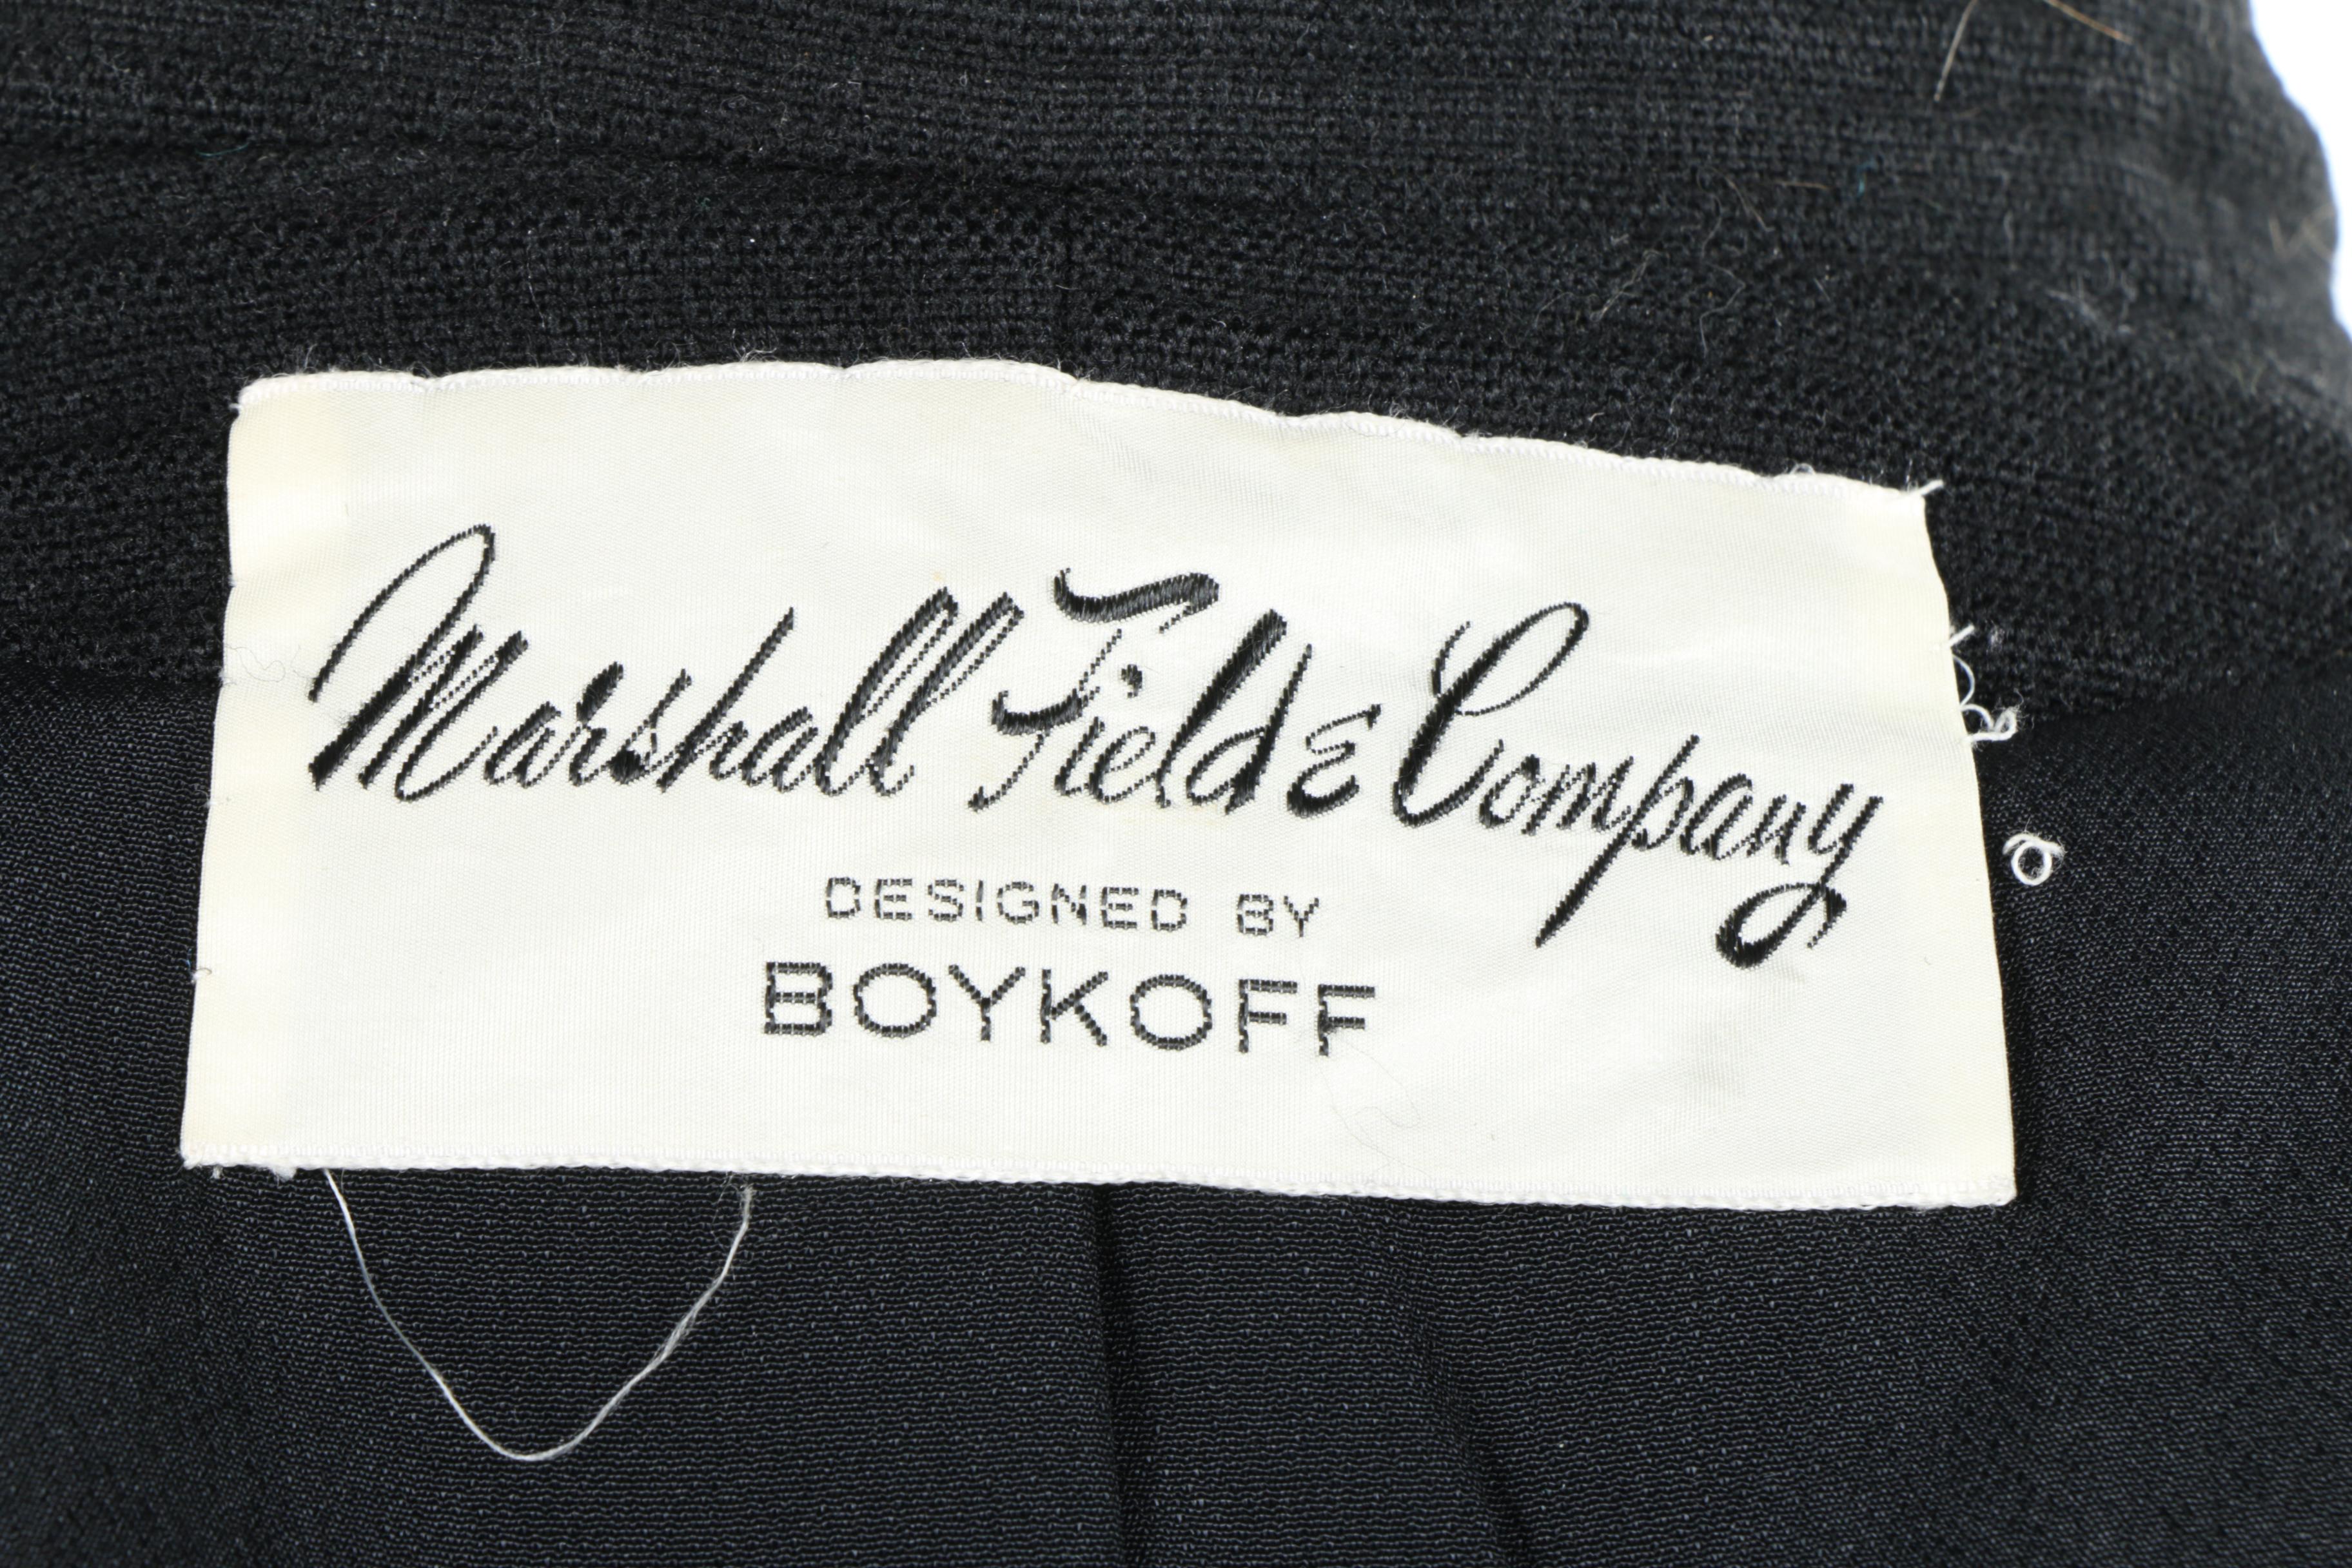 Marshall Field & Company
DESIGNED BY
BOYKOFF